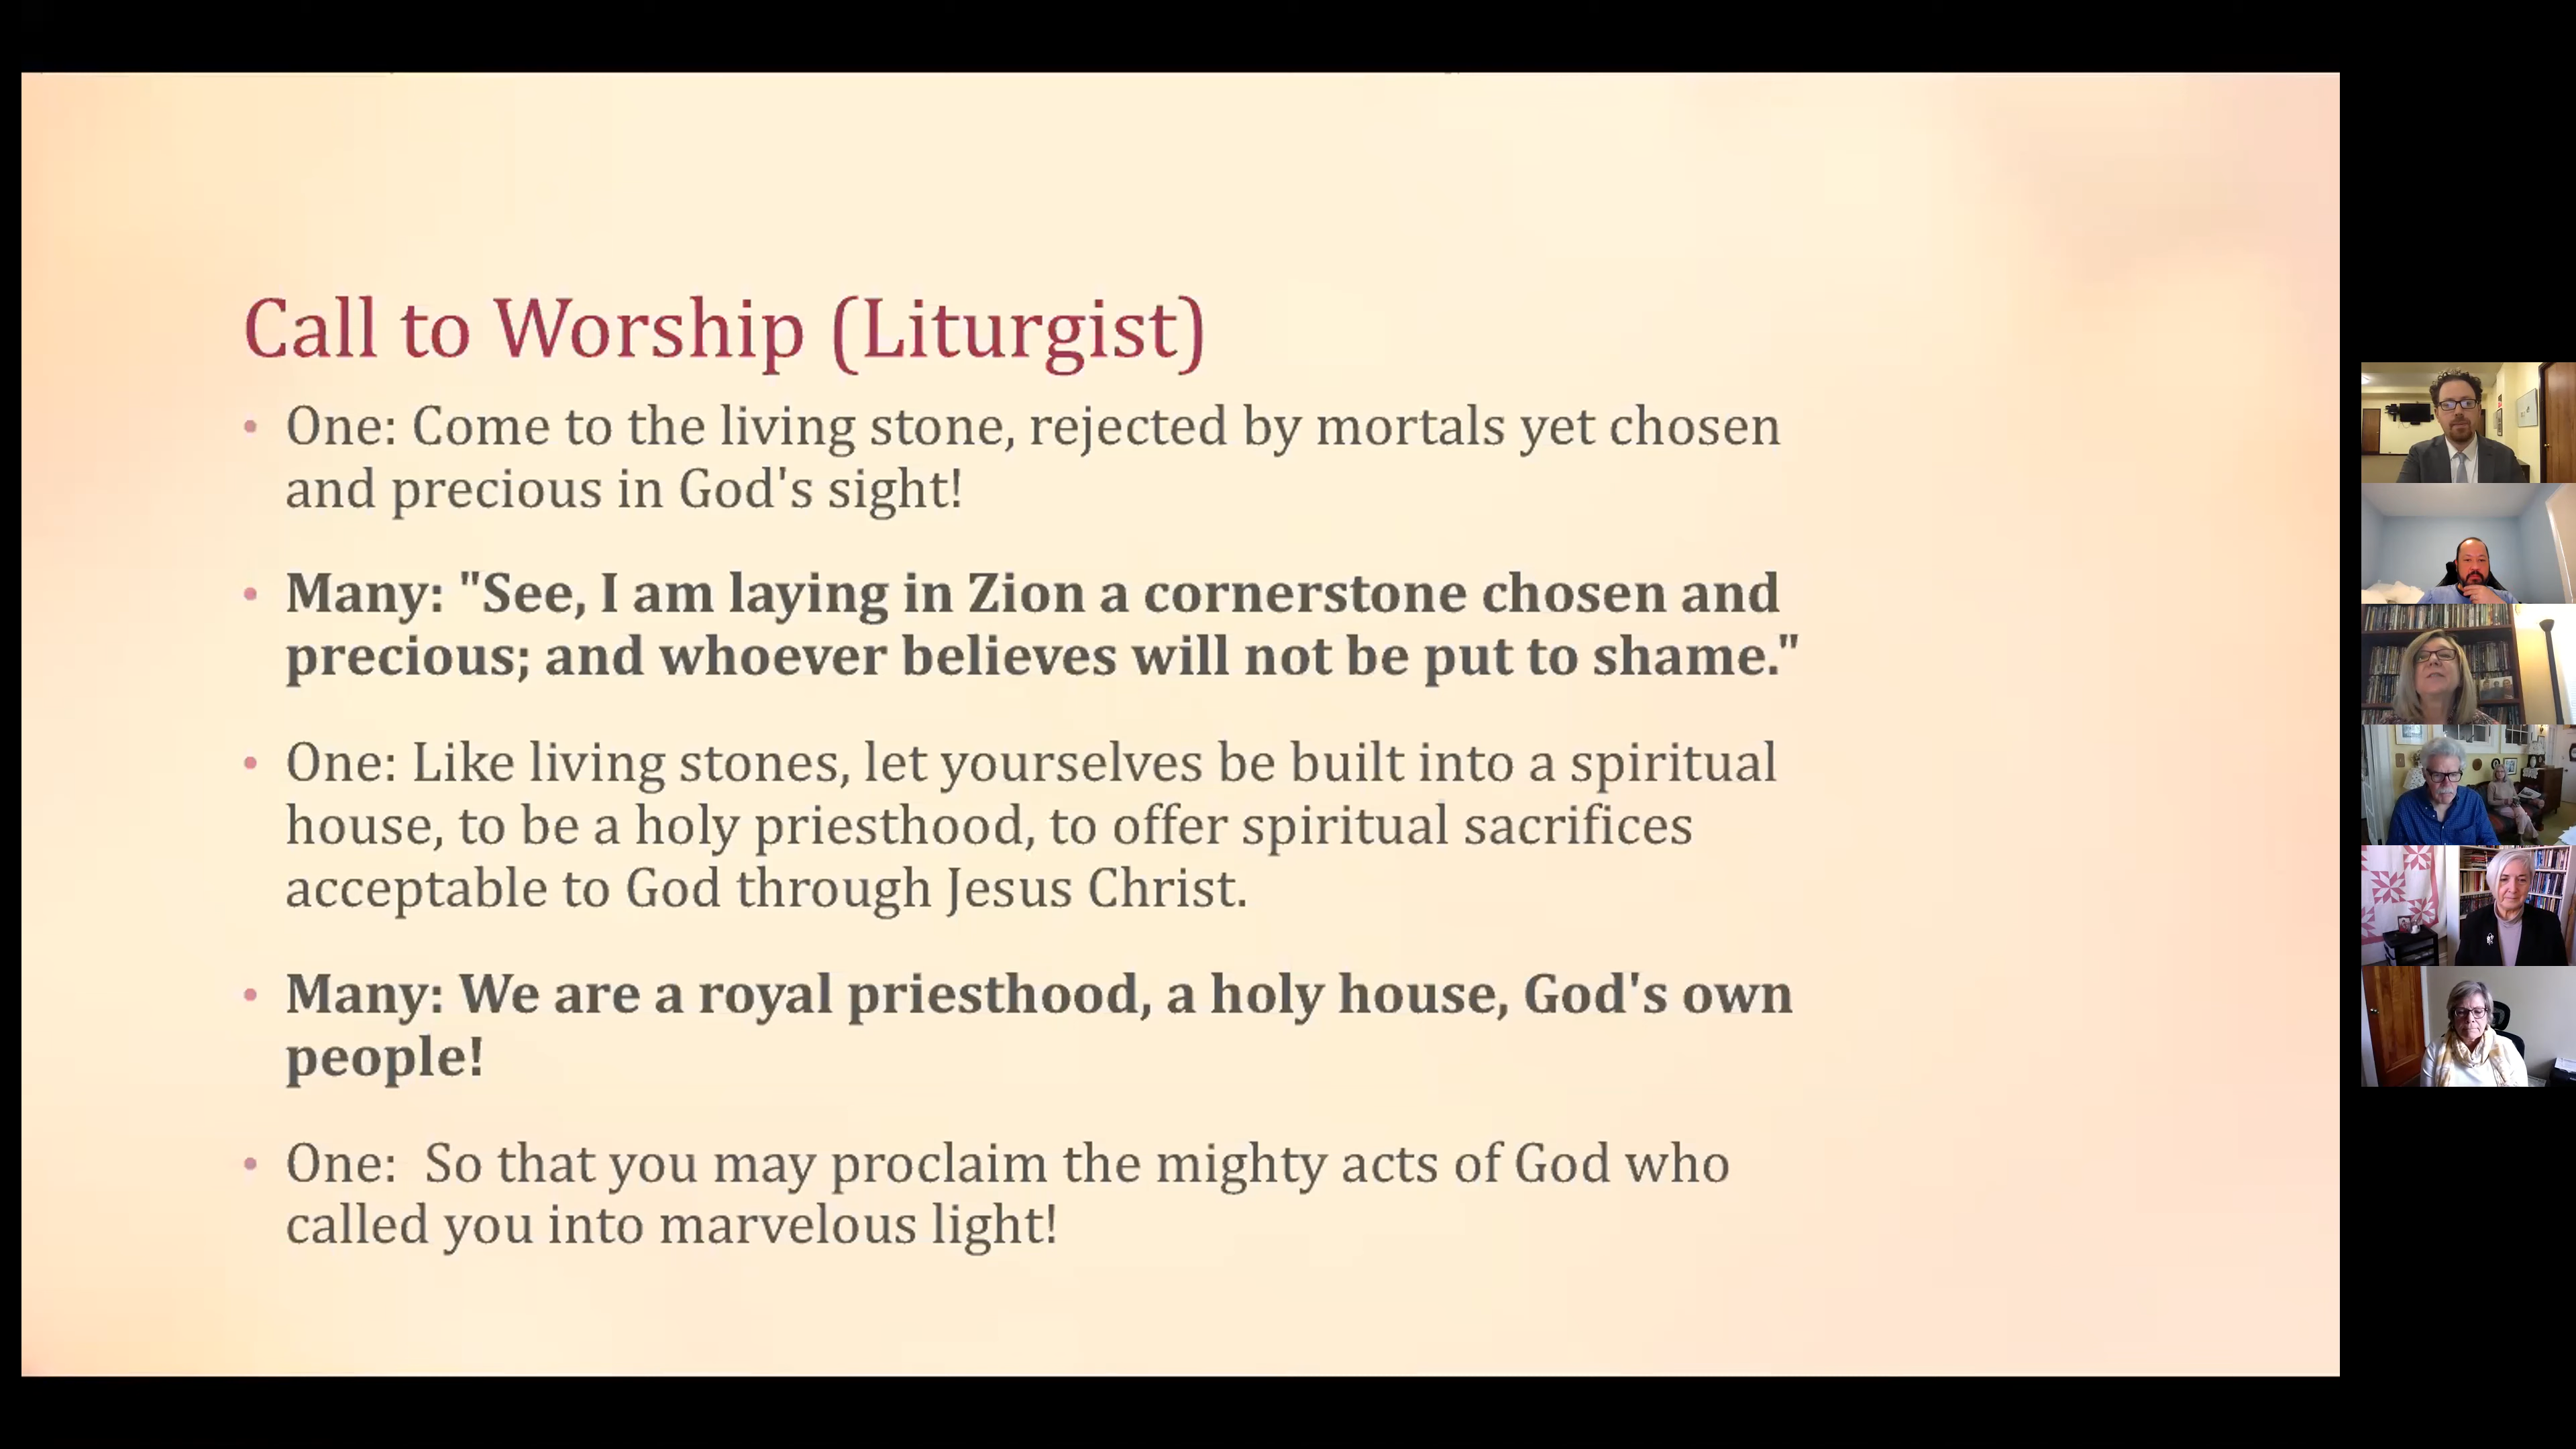 Call to Worship (Liturgist)
• One: Come to the living stone, rejected by mortals yet chosen
and precious in God's sight!
• Many: "See, I am laying in Zion a cornerstone chosen and
precious; and whoever believes will not be put to shame."
• One: Like living stones, let yourselves be built into a spiritual
house, to be a holy priesthood, to offer spiritual sacrifices
acceptable to God through Jesus Christ.
• Many: We are a royal priesthood, a holy house, God's own
people!
• One:  So that you may proclaim the mighty acts of God who
called you into marvelous light!